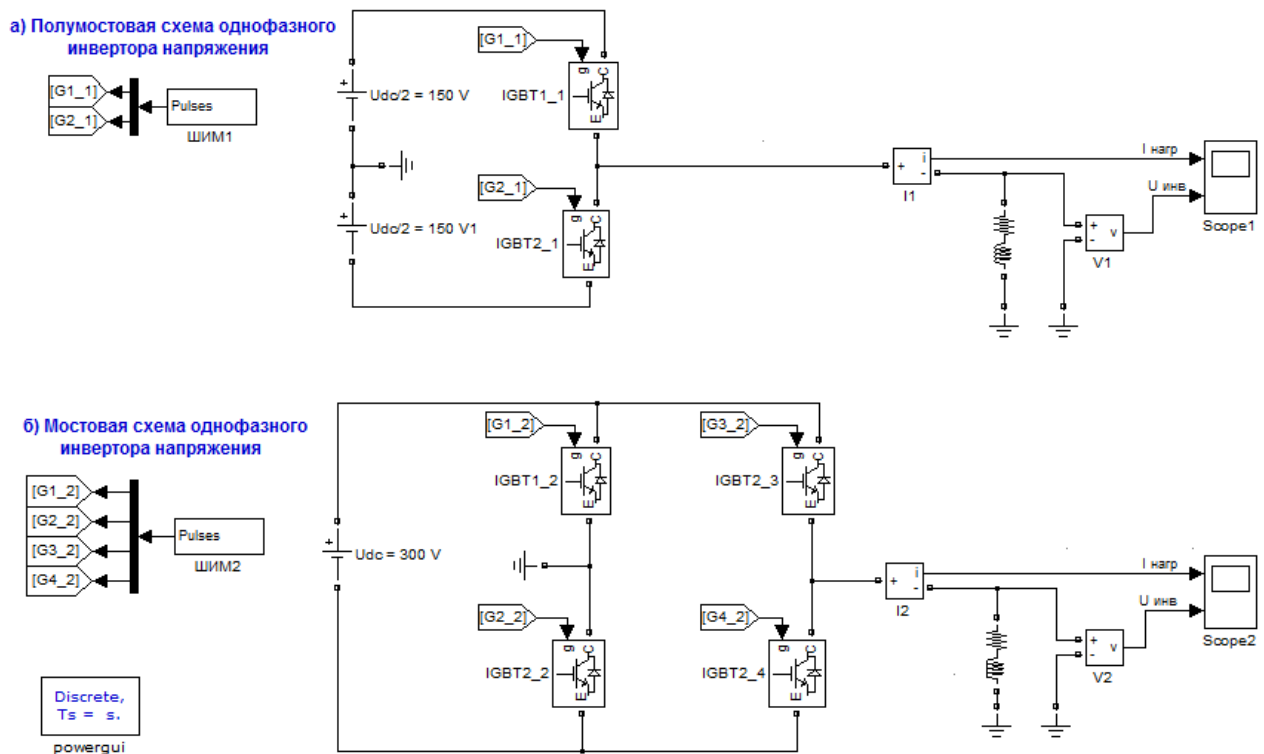 а) Полумостовая схема однофазного
инвертора напряжения
[G1_1]
[G2_1]
Pulses
ШИМ1
+
Udc/2 = 150 V
+
Udc/2 = 150 V1
[G1_1]
g
C
E
IGBT1_1
[G2_1]
g
C
E
IGBT2_1
+
i
-
I1
I нагр
U инв
+
-
v
V1
Scope1
б) Мостовая схема однофазного
инвертора напряжения
[G1_2]
[G2_2]
[G3_2]
[G4_2]
Pulses
ШИМ2
+
Udc = 300 V
[G1_2]
g
C
E
IGBT1_2
[G3_2]
g
C
E
IGBT2_3
[G2_2]
g
C
E
IGBT2_2
[G4_2]
g
C
E
IGBT2_4
+
i
-
I2
I нагр
U инв
+
-
v
V2
Scope2
Discrete,
Ts = s.
powergui